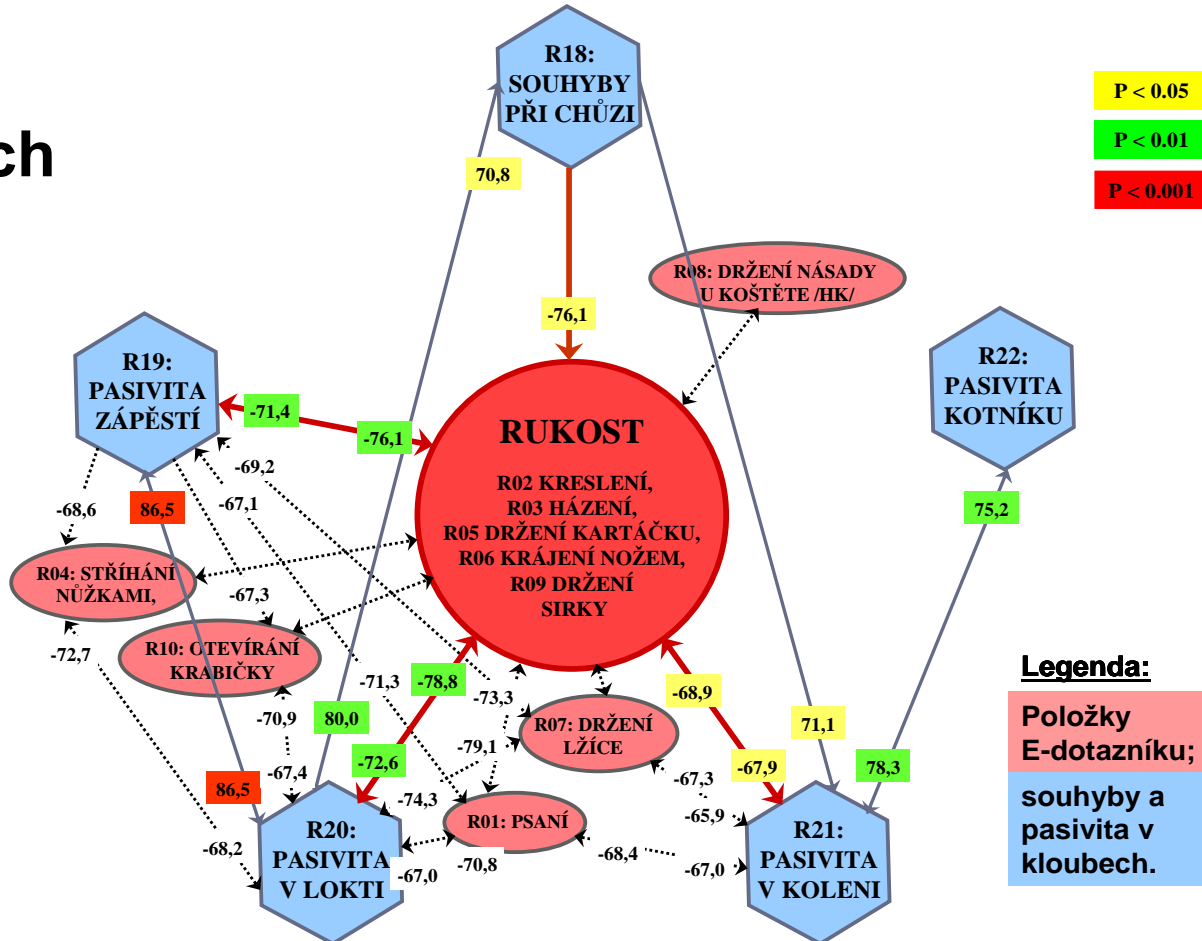 R18:
SOUHYBY
PŘI CHŮZI
P < 0.05
P < 0.01
P < 0.001
ch
70,8
R08: DRŽENÍ NÁSADY
U KOŠTĚTE /HK/
-76,1
R19:
PASIVITA
ZÁPĚSTÍ
R22:
PASIVITA
KOTNÍKU
-71,4
-76,1
RUKOST
R02 KRESLENÍ,
R03 HÁZENÍ,
R05 DRŽENÍ KARTÁČKU,
R06 KRÁJENÍ NOŽEM,
R09 DRŽENÍ
SIRKY
-69,2
-67,1
-68,6
86,5
75,2
R04: STŘÍHÁNÍ
NŮŽKAMI,
-67,3
R10: OTEVÍRÁNÍ
KRABIČKY
-72,7
-71,3
-78,8
-73,3
-68,9
-70,9
80,0
R07: DRŽENÍ
LŽÍCE
71,1
-79,1
-72,6
-67,4
-67,3
-67,9
78,3
86,5
-74,3
-65,9
R01: PSANÍ
R20:
PASIVITA
V LOKTI
-68,2
-67,0
-70,8
-68,4
-67,0
R21:
PASIVITA
V KOLENI
Legenda:
Položky
E-dotazníku;
souhyby a
pasivita v
kloubech.